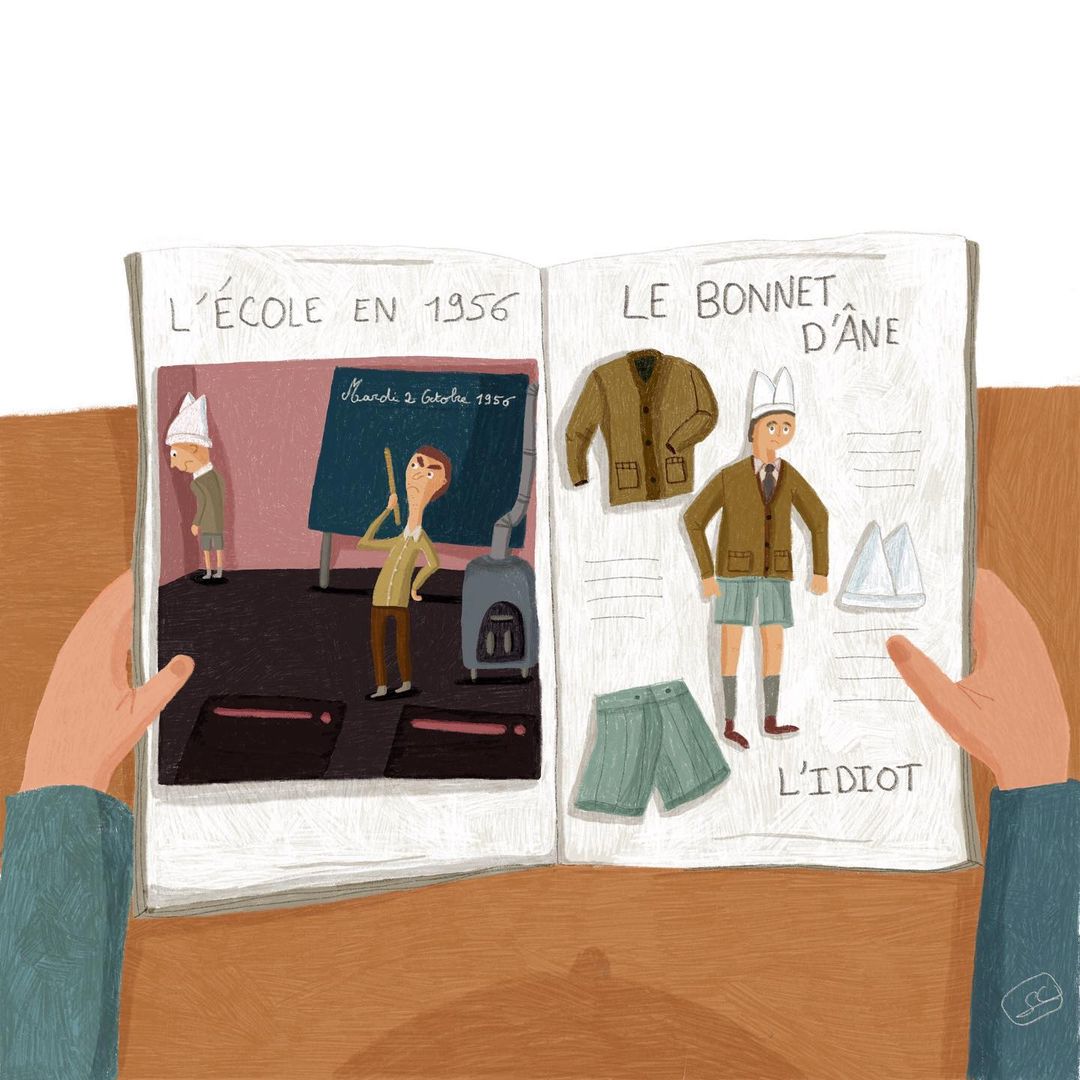 L'ÉCOLE EN 1956
Mardi 2 Octobre 1956
LE BONNET
D'ÂNE
L'IDIOT